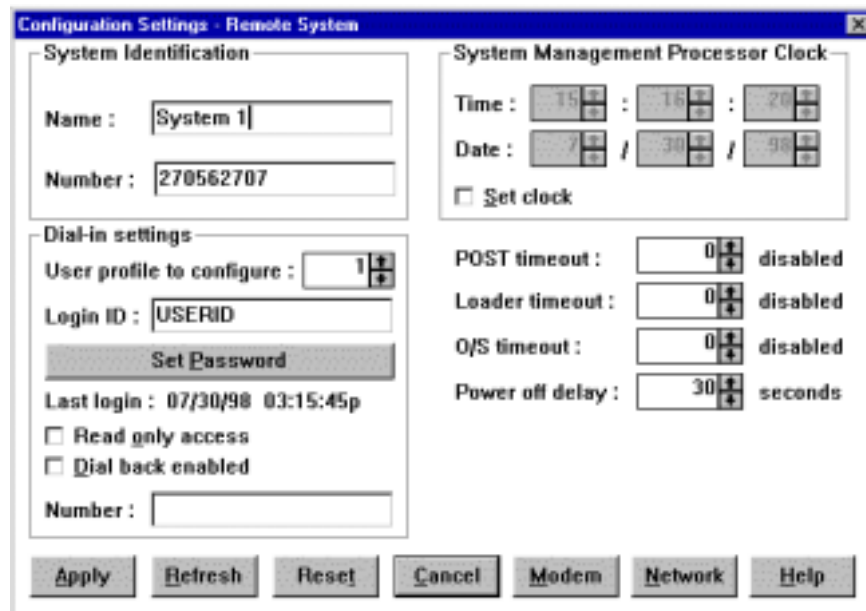 Configuration Settings - Remote System
System Identification
Name : System 1
Number : 270562707
Dial-in settings
User profile to configure : 1
Login ID : USERID
Set Password
Last login : 07/30/98 03:15:45p
Read only access
Dial back enabled
Number :
System Management Processor Clock
Time : 15 : 16 : 20
Date : 7 / 30 / 98
Set clock
POST timeout : 0 disabled
Loader timeout : 0 disabled
O/S timeout : 0 disabled
Power off delay : 30 seconds
Apply Refresh Reset Cancel Modem Network Help